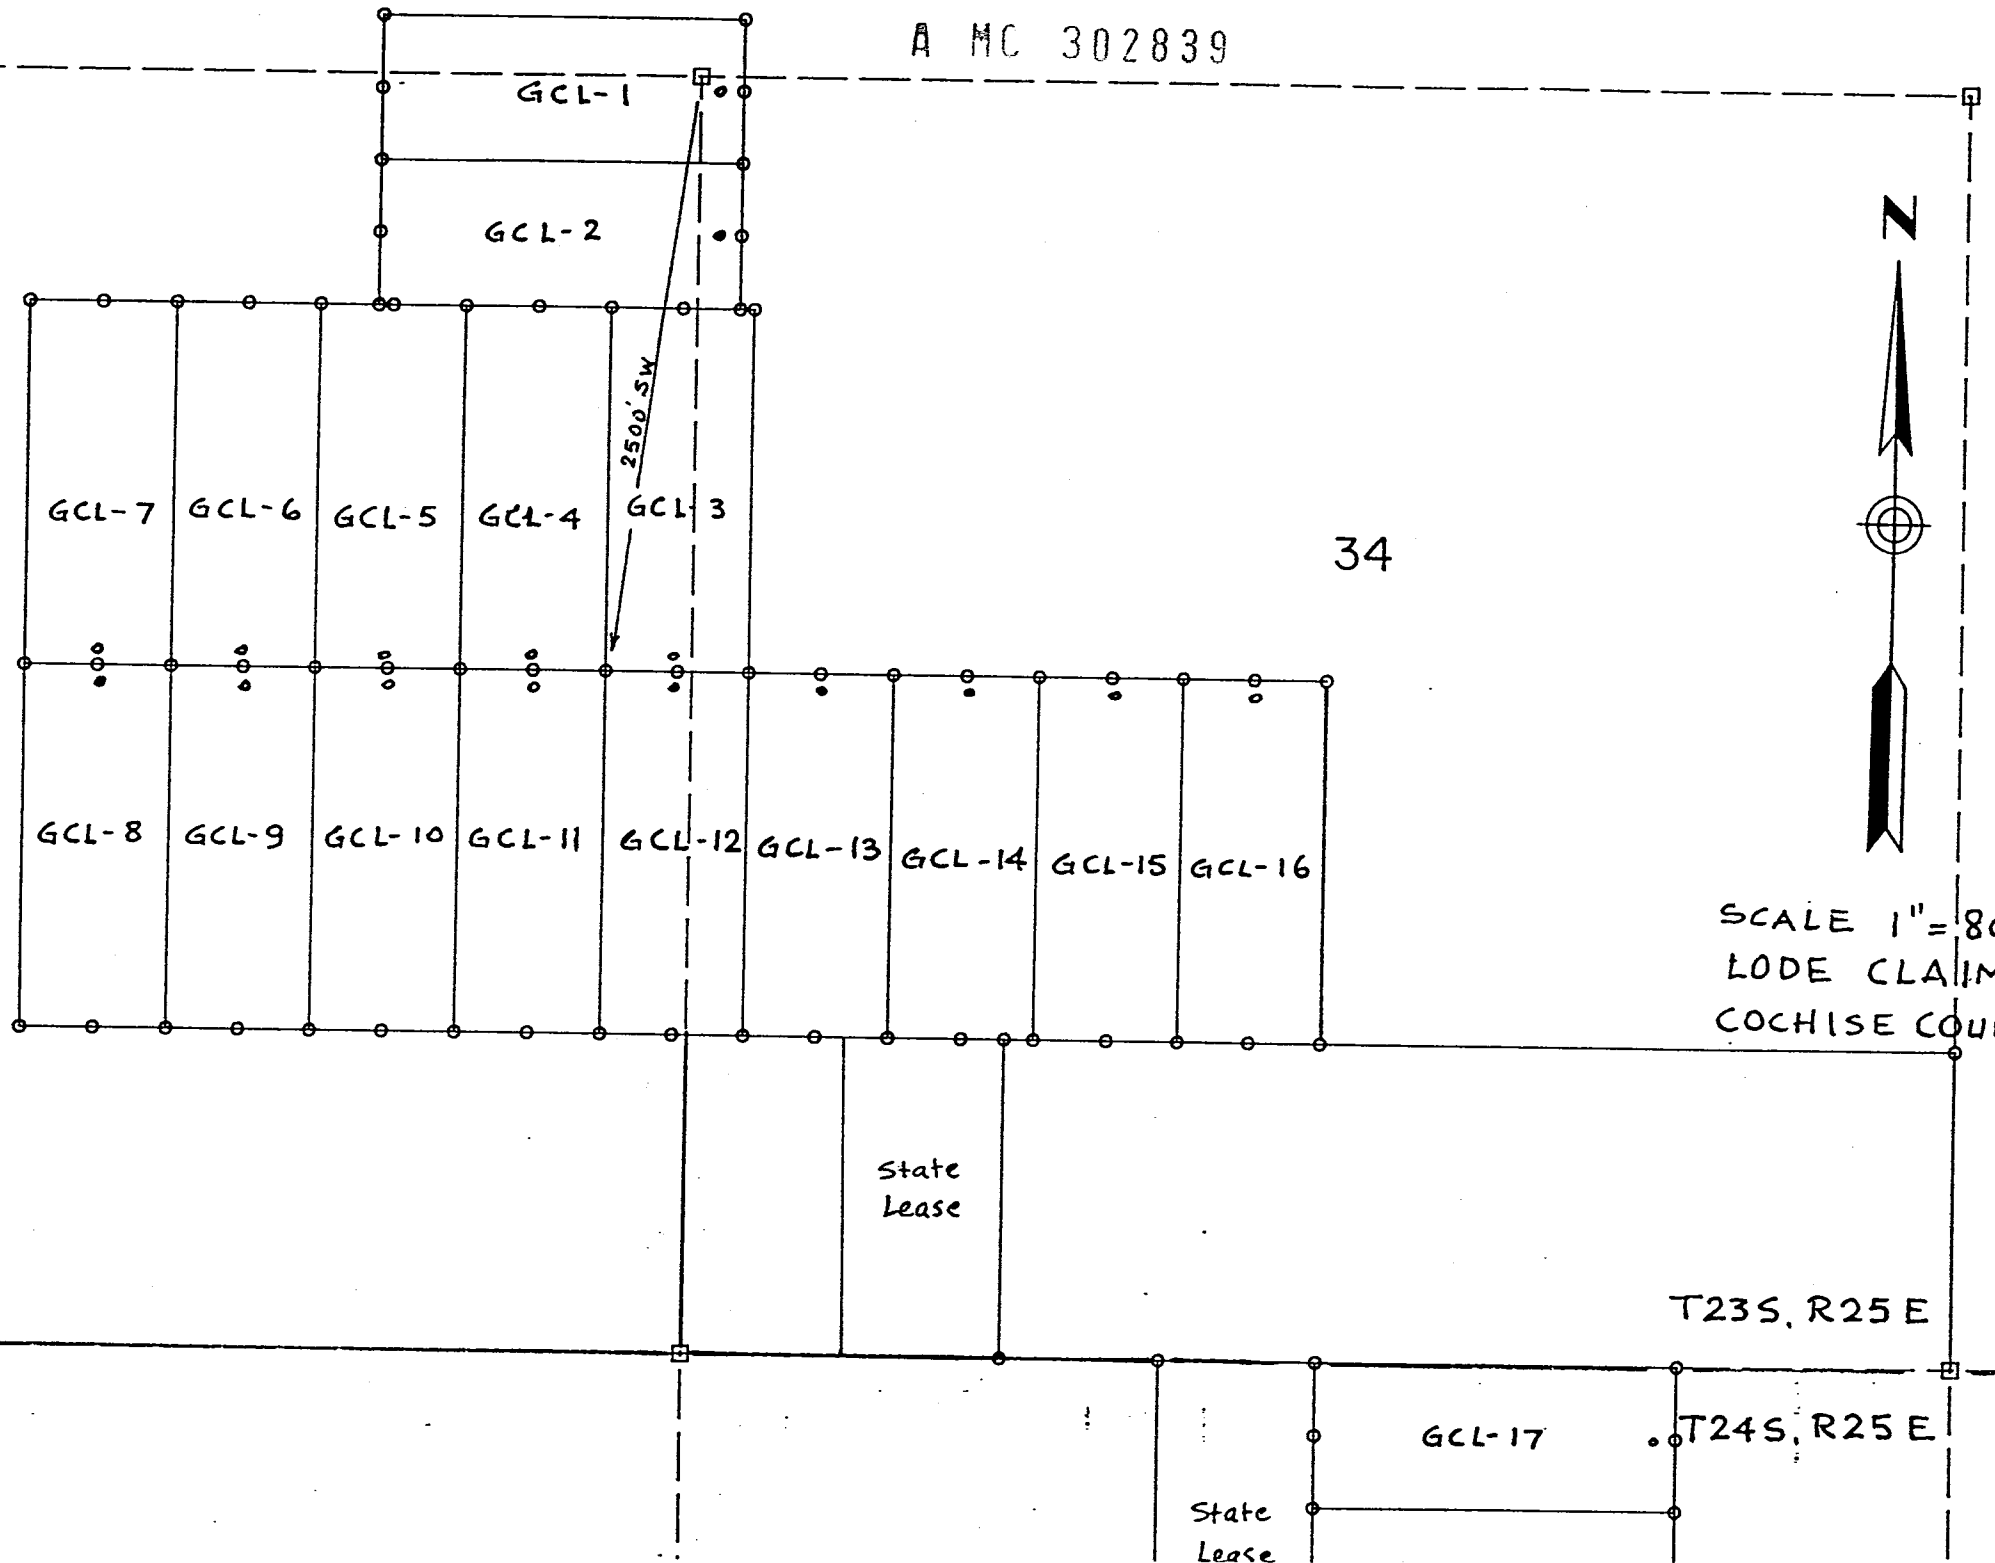 A MC 302839
GCL-1
N
GCL-2
2500' SW
GCL-7 GCL-6 GCL-5 GCL-4 GCL-3
34
GCL-8 GCL-9 GCL-10 GCL-11 GCL-12 GCL-13 GCL-14 GCL-15 GCL-16
SCALE 1"=
LODE
COCHISE
State
Lease
T23S, R25E
GCL-17
T24S, R25E
State
Lease